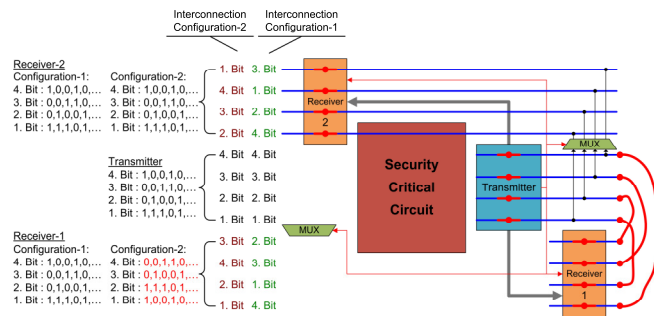 Interconnection Interconnection
Configuration-2 Configuration-1
Receiver-2
Configuration-1: Configuration-2:
4. Bit : 1,0,0,1,0,… 4. Bit : 1,0,0,1,0,…
3. Bit : 0,0,1,1,0,… 3. Bit : 0,0,1,1,0,…
2. Bit : 0,1,0,0,1,… 2. Bit : 0,1,0,0,1,…
1. Bit : 1,1,1,0,1,… 1. Bit : 1,1,1,0,1,…
1. Bit 3. Bit
4. Bit 1. Bit
3. Bit 2. Bit
2. Bit 4. Bit
Receiver
2
MUX
Transmitter
4. Bit : 1,0,0,1,0,…
3. Bit : 0,0,1,1,0,…
2. Bit : 0,1,0,0,1,…
1. Bit : 1,1,1,0,1,…
4. Bit 4. Bit
3. Bit 3. Bit
2. Bit 2. Bit
1. Bit 1. Bit
Security
Critical
Circuit
Transmitter
MUX
Receiver-1
Configuration-1: Configuration-2:
4. Bit : 1,0,0,1,0,… 4. Bit : 0,0,1,1,0,…
3. Bit : 0,0,1,1,0,… 3. Bit : 0,1,0,0,1,…
2. Bit : 0,1,0,0,1,… 2. Bit : 1,1,1,0,1,…
1. Bit : 1,1,1,0,1,… 1. Bit : 1,0,0,1,0,…
3. Bit 2. Bit
4. Bit 3. Bit
2. Bit 1. Bit
1. Bit 4. Bit
Receiver
1